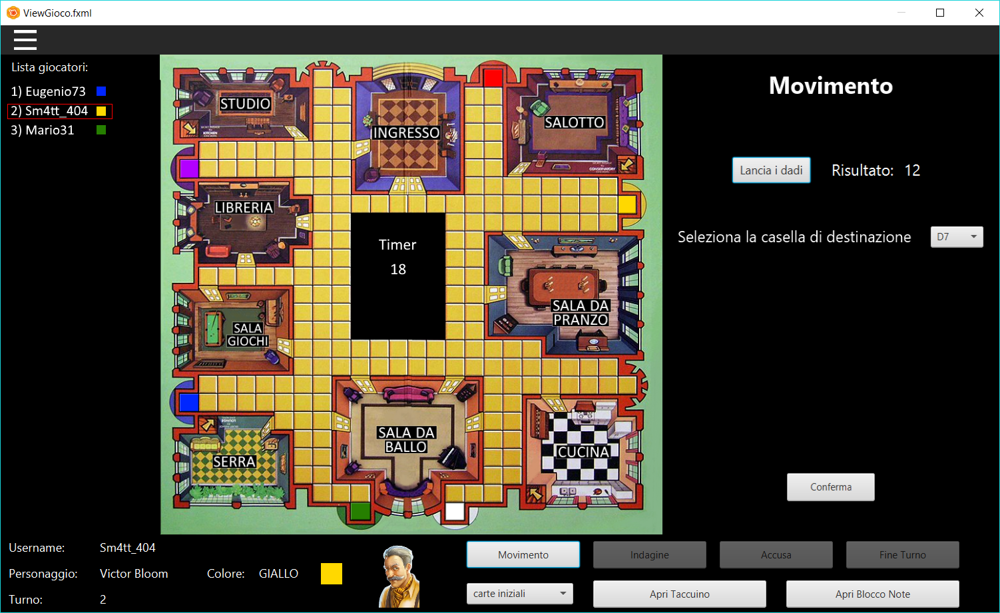 ViewGioco.fxml
Lista giocatori:
1) Eugenio73
2) Sm4tt_404
3) Mario31
STUDIO
INGRESSO
SALOTTO
LIBRERIA
Timer
18
SALA
GIOCHI
SALA DA
PRANZO
SALA DA
BALLO
SERRA
CUCINA
Movimento
Lancia i dadi
Risultato: 12
Seleziona la casella di destinazione
D7
Conferma
Username: Sm4tt_404
Personaggio: Victor Bloom Colore: GIALLO
Turno: 2
Movimento
Indagine
Accusa
Fine Turno
carte iniziali
Apri Taccuino
Apri Blocco Note